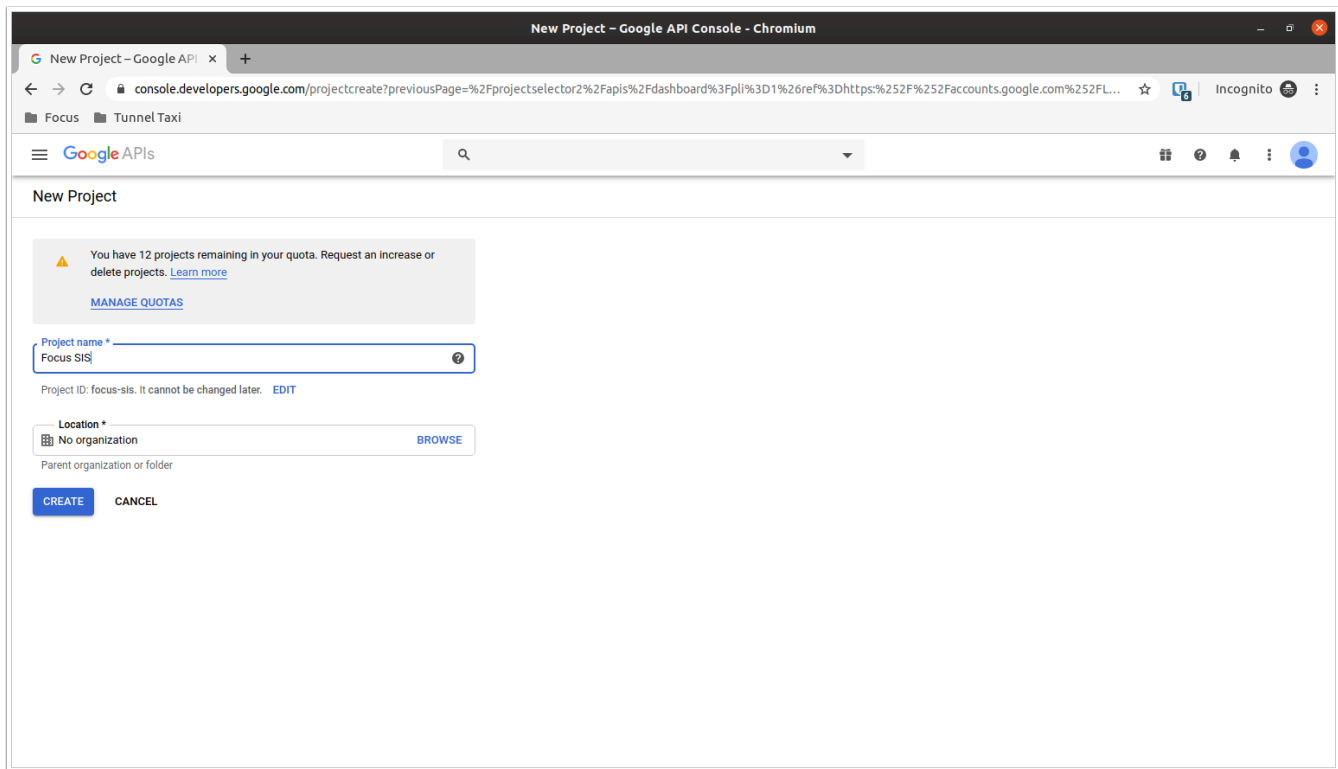 New Project – Google API Console - Chromium
New Project – Google API
console.developers.google.com/projectcreate?previousPage=%2Fprojectselector2%2Fapis%2Fdashboard%3Fpli%3D1%26ref%3Dhttps:%252F%252Faccounts.google.com%252FL...
6
Incognito
Focus Tunnel Taxi
Google APIs
New Project
You have 12 projects remaining in your quota. Request an increase or
delete projects. Learn more
MANAGE QUOTAS
Project name *
Focus SIS
Project ID: focus-sis. It cannot be changed later. EDIT
Location *
No organization BROWSE
Parent organization or folder
CREATE CANCEL